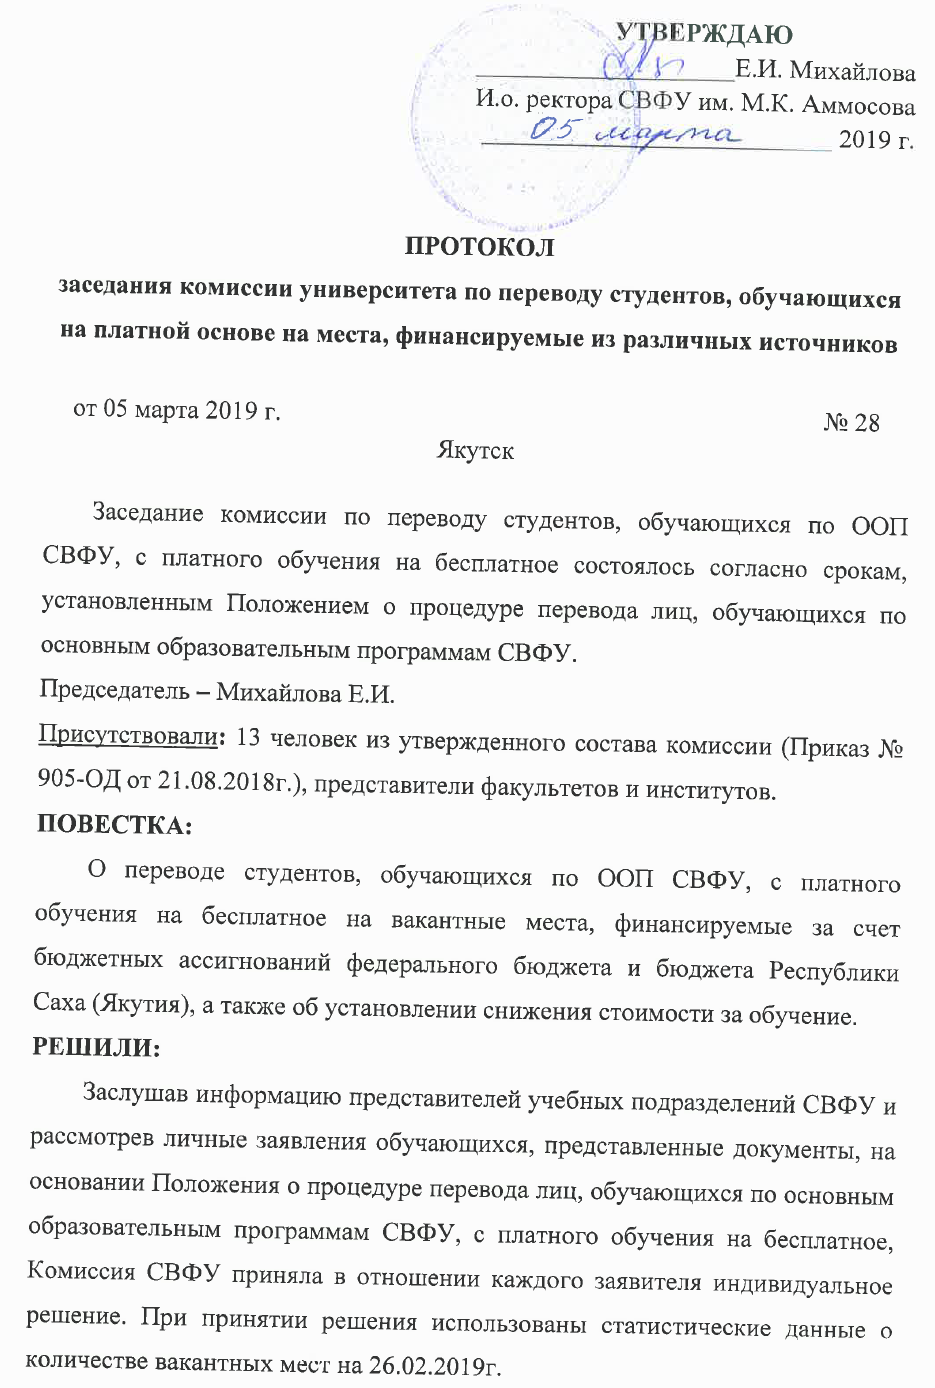 УТВЕРЖДАЮ
Е.И. Михайлова
И.о. ректора СВФУ им. М.К. Аммосова
05 марта 2019 г.
ПРОТОКОЛ
заседания комиссии университета по переводу студентов, обучающихся
на платной основе на места, финансируемые из различных источников
от 05 марта 2019 г.
№ 28
Якутск
Заседание комиссии по переводу студентов, обучающихся по ООП
СВФУ, с платного обучения на бесплатное состоялось согласно срокам,
установленным Положением о процедуре перевода лиц, обучающихся по
основным образовательным программам СВФУ.
Председатель – Михайлова Е.И.
Присутствовали: 13 человек из утвержденного состава комиссии (Приказ №
905-ОД от 21.08.2018г.), представители факультетов и институтов.
ПОВЕСТКА:
О переводе студентов, обучающихся по ООП СВФУ, с платного
обучения на бесплатное на вакантные места, финансируемые за счет
бюджетных ассигнований федерального бюджета и бюджета Республики
Саха (Якутия), а также об установлении снижения стоимости за обучение.
РЕШИЛИ:
Заслушав информацию представителей учебных подразделений СВФУ и
рассмотрев личные заявления обучающихся, представленные документы, на
основании Положения о процедуре перевода лиц, обучающихся по основным
образовательным программам СВФУ, с платного обучения на бесплатное,
Комиссия СВФУ приняла в отношении каждого заявителя индивидуальное
решение. При принятии решения использованы статистические данные о
количестве вакантных мест на 26.02.2019г.